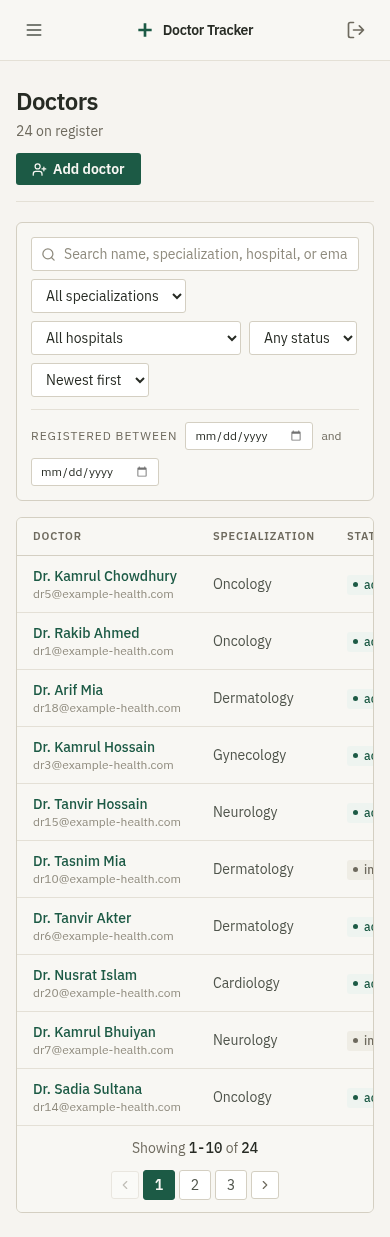 Doctor Tracker
Doctors
24 on register
Add doctor
Search name, specialization, hospital, or ema
All specializations
All hospitals Any status
Newest first
REGISTERED BETWEEN mm/dd/yyyy and
mm/dd/yyyy
DOCTOR SPECIALIZATION
Dr. Kamrul Chowdhury
dr5@example-health.com
Oncology
Dr. Rakib Ahmed
dr1@example-health.com
Oncology
Dr. Arif Mia
dr18@example-health.com
Dermatology
Dr. Kamrul Hossain
dr3@example-health.com
Gynecology
Dr. Tanvir Hossain
dr15@example-health.com
Neurology
Dr. Tasnim Mia
dr10@example-health.com
Dermatology
Dr. Tanvir Akter
dr6@example-health.com
Dermatology
Dr. Nusrat Islam
dr20@example-health.com
Cardiology
Dr. Kamrul Bhuiyan
dr7@example-health.com
Neurology
Dr. Sadia Sultana
dr14@example-health.com
Oncology
Showing 1-10 of 24
1 2 3